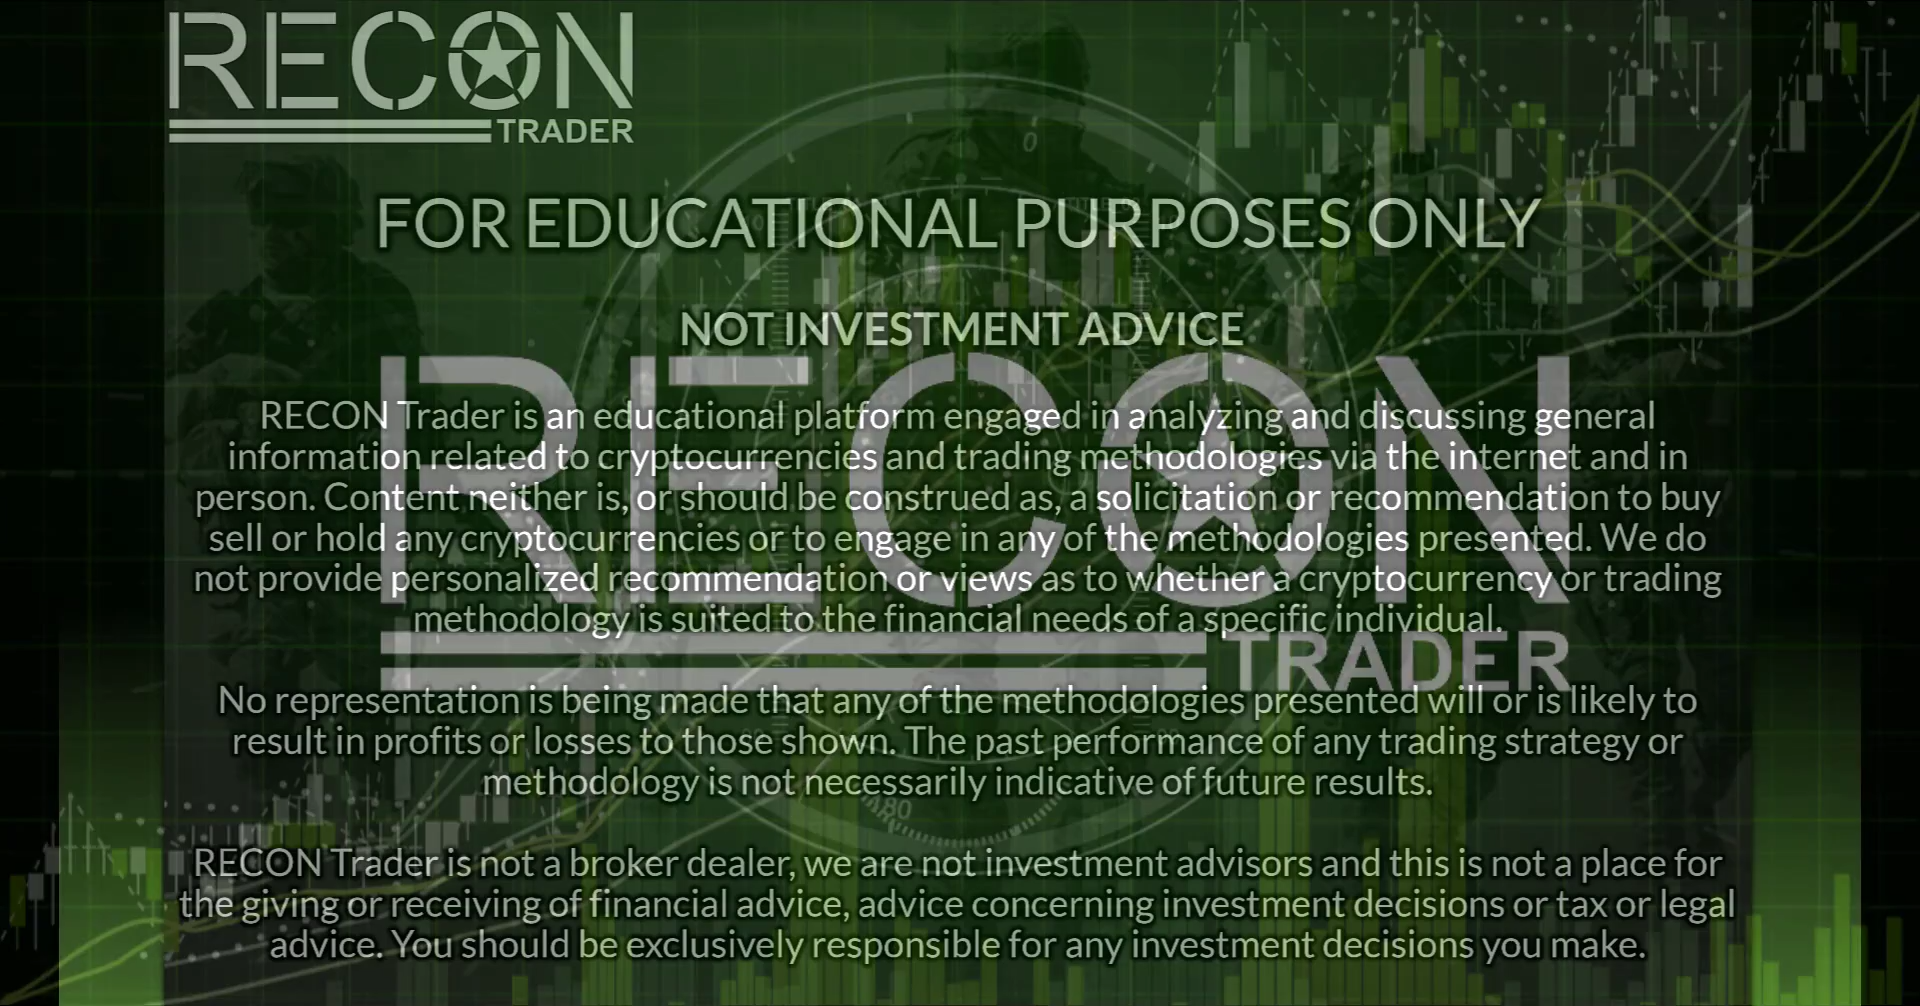 RECON
TRADER
FOR EDUCATIONAL PURPOSES ONLY
NOT INVESTMENT ADVICE
RECON
RECON Trader is an educational platform engaged in analyzing and discussing general
information related to cryptocurrencies and trading methodologies via the internet and in
person. Content neither is, or should be construed as, a solicitation or recommendation to buy
sell or hold any cryptocurrencies or to engage in any of the methodologies presented. We do
not provide personalized recommendation or views as to whether a cryptocurrency or trading
methodology is suited to the financial needs of a specific individual.
TRADER
No representation is being made that any of the methodologies presented will or is likely to
result in profits or losses to those shown. The past performance of any trading strategy or
methodology is not necessarily indicative of future results.
RECON Trader is not a broker dealer, we are not investment advisors and this is not a place for
the giving or receiving of financial advice, advice concerning investment decisions or tax or legal
advice. You should be exclusively responsible for any investment decisions you make.
0
180